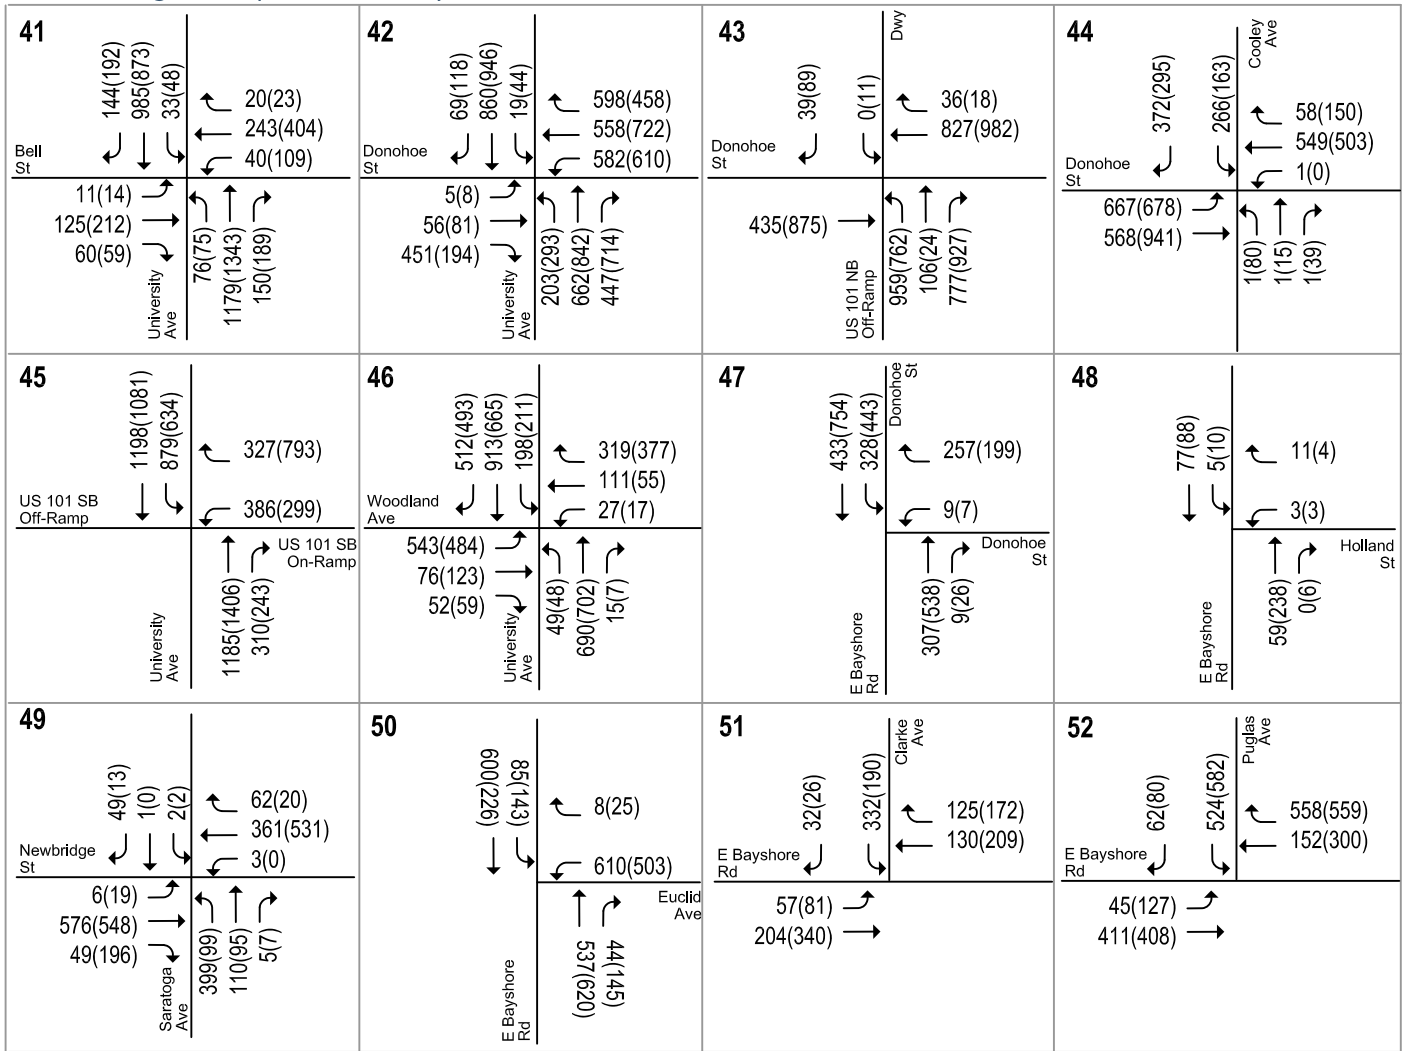 41
144(192)
985(873)
33(48)
20(23)
243(404)
40(109)
Bell
St
11(14)
125(212)
60(59)
University
Ave
76(75)
1179(1343)
150(189)
42
69(118)
860(946)
19(44)
598(458)
558(722)
582(610)
Donohoe
St
5(8)
56(81)
451(194)
University
Ave
203(293)
662(842)
447(714)
43
Dwy
39(89)
0(11)
36(18)
827(982)
Donohoe
St
435(875)
US 101 NB
Off-Ramp
959(762)
106(24)
777(927)
44
Cooley
Ave
372(295)
266(163)
58(150)
549(503)
1(0)
Donohoe
St
667(678)
568(941)
1(80)
1(15)
1(39)
45
1198(1081)
879(634)
327(793)
386(299)
US 101 SB
Off-Ramp
US 101 SB
On-Ramp
University
Ave
1185(1406)
310(243)
46
512(493)
913(665)
198(211)
319(377)
111(55)
27(17)
Woodland
Ave
543(484)
76(123)
52(59)
University
Ave
49(48)
690(702)
15(7)
47
Donohoe
St
433(754)
328(443)
257(199)
9(7)
Donohoe
St
E Bayshore
Rd
307(538)
9(26)
48
77(88)
5(10)
11(4)
3(3)
Holland
St
E Bayshore
Rd
59(238)
0(6)
49
49(13)
1(0)
2(2)
62(20)
361(531)
3(0)
Newbridge
St
6(19)
576(548)
49(196)
Saratoga
Ave
399(99)
110(95)
5(7)
50
600(226)
85(143)
8(25)
610(503)
Euclid
Ave
E Bayshore
Rd
537(620)
44(145)
51
Clarke
Ave
32(26)
332(190)
125(172)
130(209)
E Bayshore
Rd
57(81)
204(340)
52
Puglas
Ave
62(80)
524(582)
558(559)
152(300)
E Bayshore
Rd
45(127)
411(408)